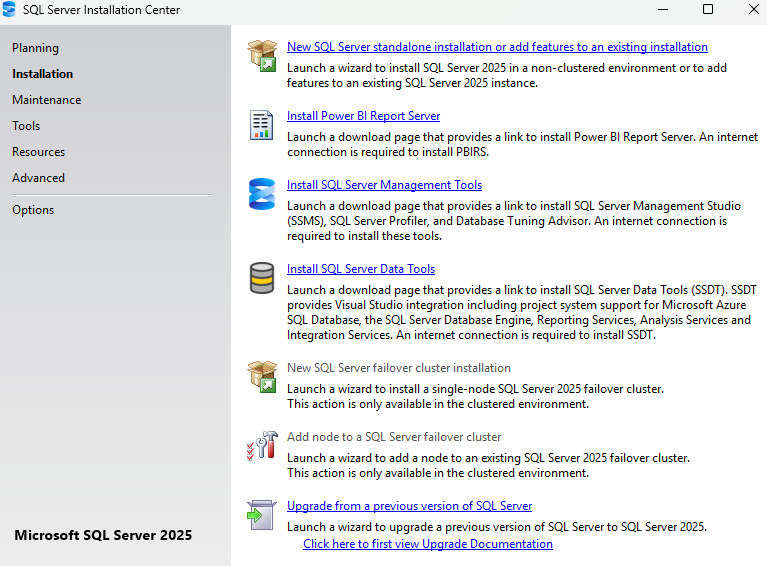 SQL Server Installation Center
Planning
Installation
Maintenance
Tools
Resources
Advanced
Options
Microsoft SQL Server 2025
New SQL Server standalone installation or add features to an existing installation
Launch a wizard to install SQL Server 2025 in a non-clustered environment or to add
features to an existing SQL Server 2025 instance.
Install Power BI Report Server
Launch a download page that provides a link to install Power BI Report Server. An internet
connection is required to install PBIRS.
Install SQL Server Management Tools
Launch a download page that provides a link to install SQL Server Management Studio
(SSMS), SQL Server Profiler, and Database Tuning Advisor. An internet connection is
required to install these tools.
Install SQL Server Data Tools
Launch a download page that provides a link to install SQL Server Data Tools (SSDT). SSDT
provides Visual Studio integration including project system support for Microsoft Azure
SQL Database, the SQL Server Database Engine, Reporting Services, Analysis Services and
Integration Services. An internet connection is required to install SSDT.
New SQL Server failover cluster installation
Launch a wizard to install a single-node SQL Server 2025 failover cluster.
This action is only available in the clustered environment.
Add node to a SQL Server failover cluster
Launch a wizard to add a node to an existing SQL Server 2025 failover cluster.
This action is only available in the clustered environment.
Upgrade from a previous version of SQL Server
Launch a wizard to upgrade a previous version of SQL Server to SQL Server 2025.
Click here to first view Upgrade Documentation